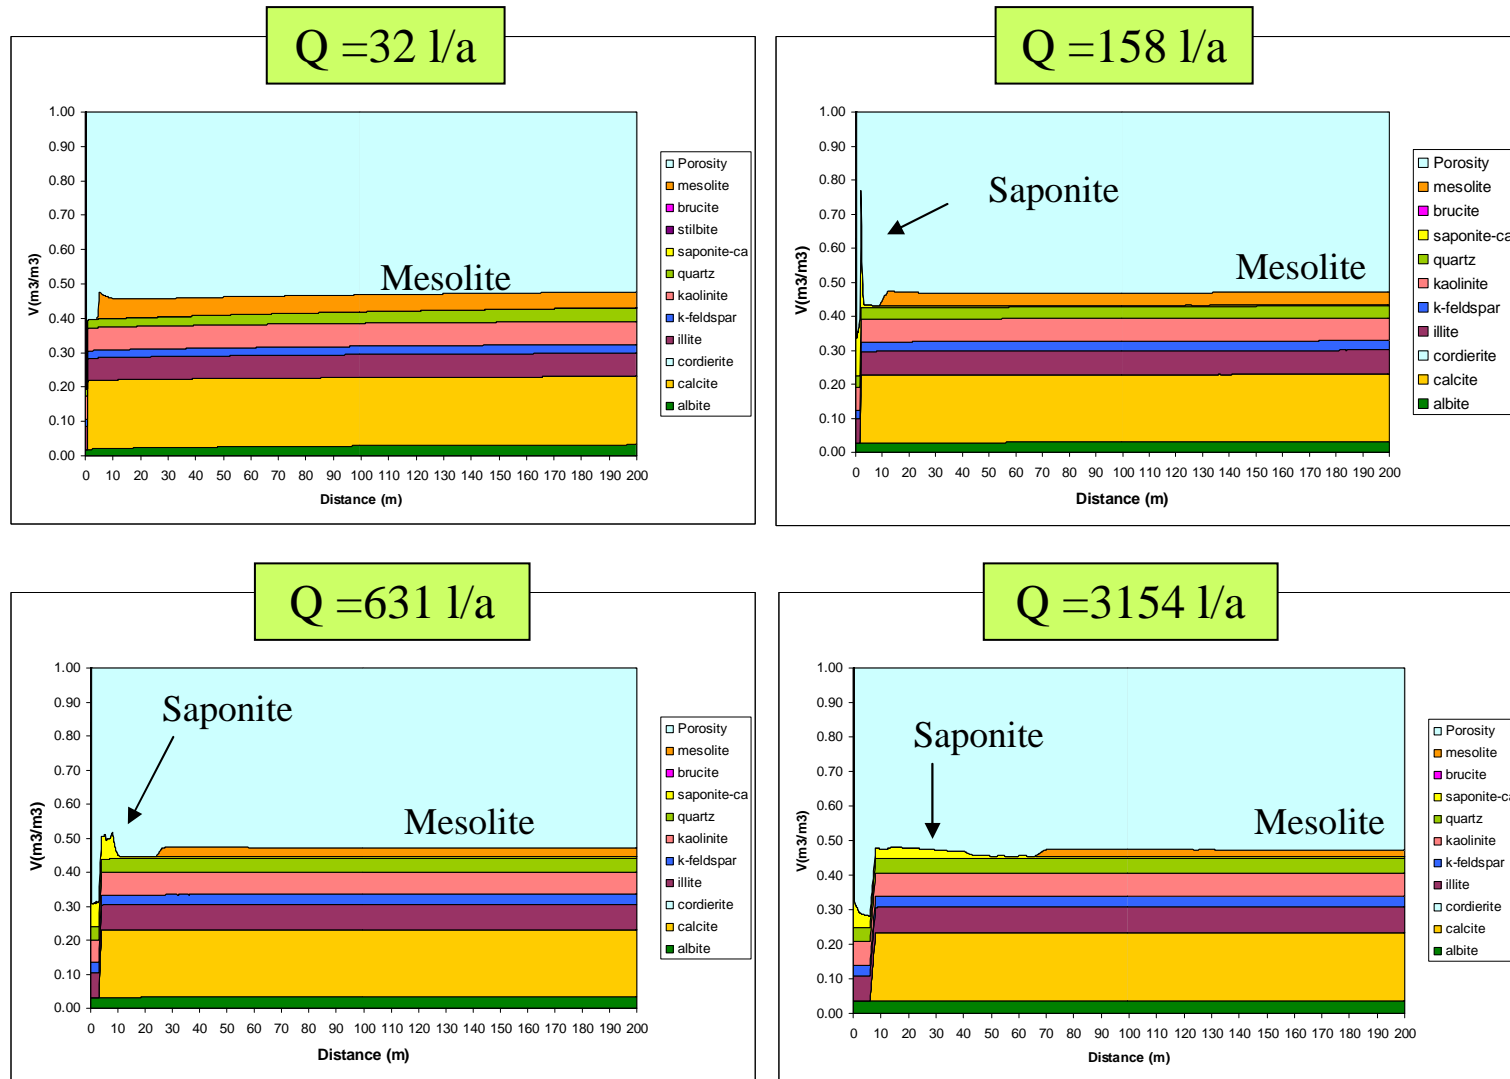 Q =32 l/a
V(m3/m3)
1.00
0.90
0.80
0.70
0.60
0.50
0.40
0.30
0.20
0.10
0.00
Mesolite
0 10 20 30 40 50 60 70 80 90 100 110 120 130 140 150 160 170 180 190 200
Distance (m)
Porosity
mesolite
brucite
stilbite
saponite-ca
quartz
kaolinite
k-feldspar
illite
cordierite
calcite
albite
Q =158 l/a
V(m3/m3)
1.00
0.90
0.80
0.70
0.60
0.50
0.40
0.30
0.20
0.10
0.00
Saponite
Mesolite
0 10 20 30 40 50 60 70 80 90 100 110 120 130 140 150 160 170 180 190 200
Distance (m)
Porosity
mesolite
brucite
saponite-ca
quartz
kaolinite
k-feldspar
illite
cordierite
calcite
albite
Q =631 l/a
V(m3/m3)
1.00
0.90
0.80
0.70
0.60
0.50
0.40
0.30
0.20
0.10
0.00
Saponite
Mesolite
0 10 20 30 40 50 60 70 80 90 100 110 120 130 140 150 160 170 180 190 200
Distance (m)
Porosity
mesolite
brucite
saponite-ca
quartz
kaolinite
k-feldspar
illite
cordierite
calcite
albite
Q =3154 l/a
V(m3/m3)
1.00
0.90
0.80
0.70
0.60
0.50
0.40
0.30
0.20
0.10
0.00
Saponite
Mesolite
0 10 20 30 40 50 60 70 80 90 100 110 120 130 140 150 160 170 180 190 200
Distance (m)
Porosity
mesolite
brucite
saponite-ca
quartz
kaolinite
k-feldspar
illite
cordierite
calcite
albite